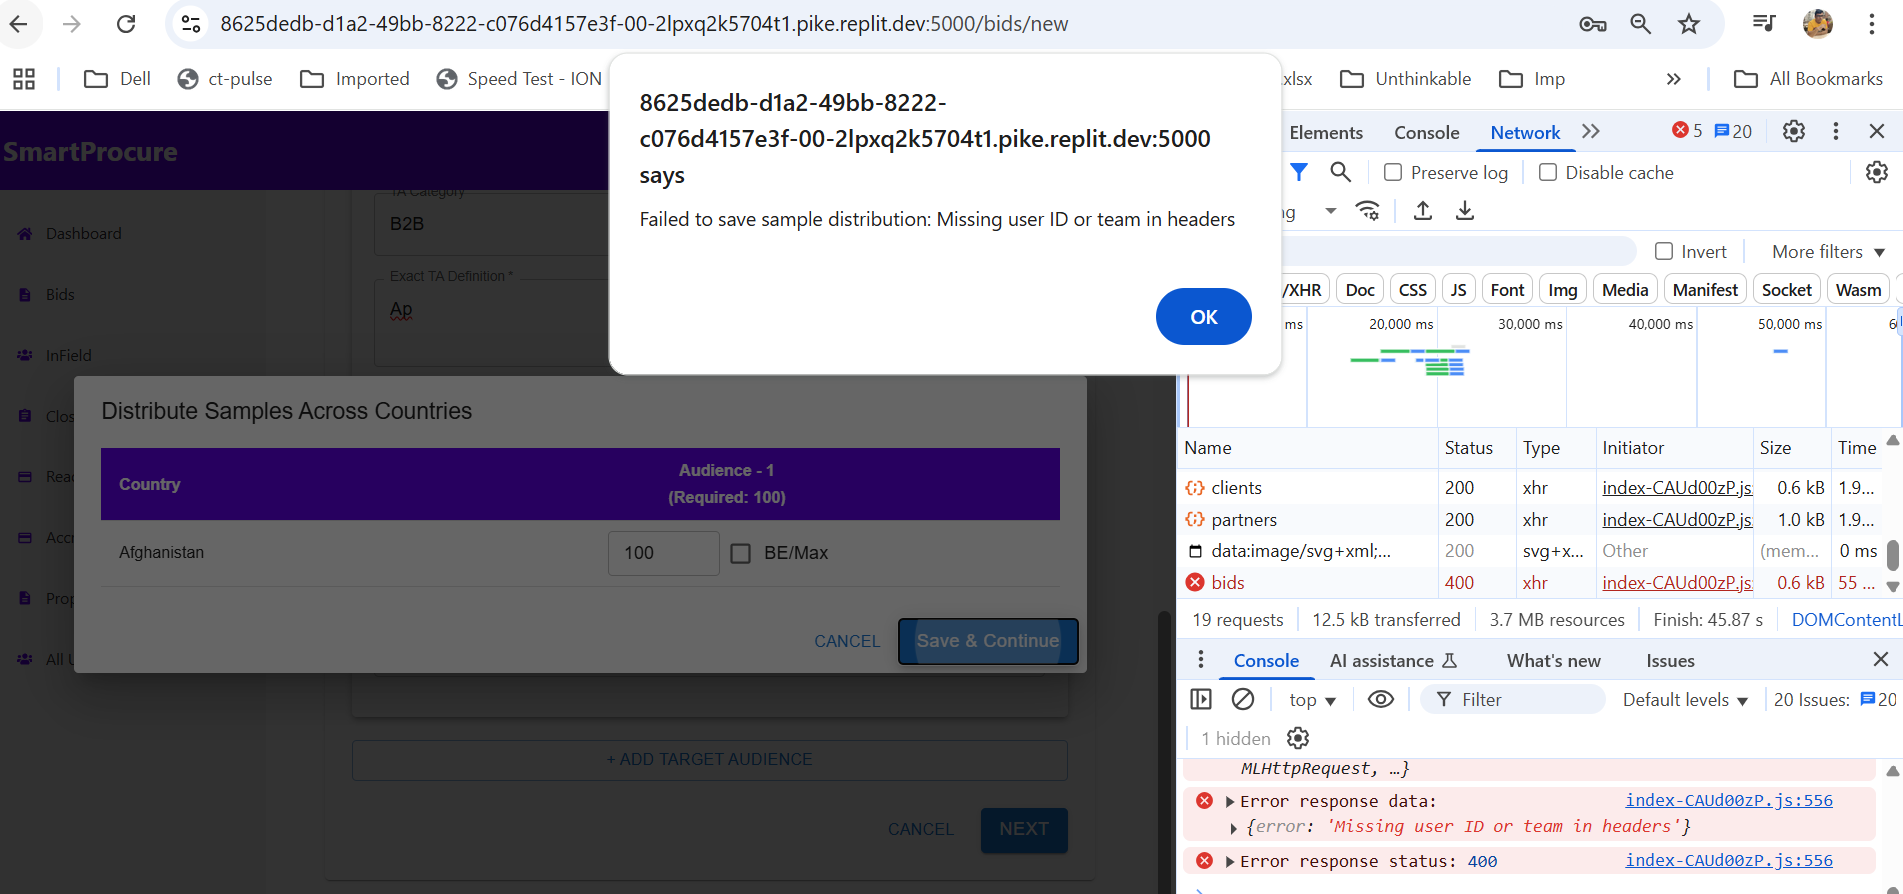 8625dedb-d1a2-49bb-8222-c076d4157e3f-00-2lpxq2k5704t1.pike.replit.dev:5000/bids/new
Dell
ct-pulse
Imported
Speed Test - ION
.xlsx
Unthinkable
Imp
All Bookmarks
8625dedb-d1a2-49bb-8222-
c076d4157e3f-00-2lpxq2k5704t1.pike.replit.dev:5000
says
Failed to save sample distribution: Missing user ID or team in headers
OK
SmartProcure
Dashboard
Bids
InField
Clos
Read
Accr
Prop
All U
TA Category
B2B
Exact TA Definition *
Ap
Distribute Samples Across Countries
Country
Audience - 1
(Required: 100)
Afghanistan
100
BE/Max
CANCEL
Save & Continue
+ ADD TARGET AUDIENCE
CANCEL
NEXT
Elements
Console
Network
5
20
Preserve log
Disable cache
ng
Invert
More filters
/XHR
Doc
CSS
JS
Font
Img
Media
Manifest
Socket
Wasm
ms
20,000 ms
30,000 ms
40,000 ms
50,000 ms
6
Name Status Type Initiator Size Time
clients 200 xhr index-CAUd00zP.js: 0.6 kB 1.9...
partners 200 xhr index-CAUd00zP.js: 1.0 kB 1.9...
data:image/svg+xml;... 200 svg+x... Other (mem... 0 ms
bids 400 xhr index-CAUd00zP.js: 0.6 kB 55 ...
19 requests
12.5 kB transferred
3.7 MB resources
Finish: 45.87 s
DOMContentL
Console
AI assistance
What's new
Issues
top
Filter
Default levels
20 Issues:
20
1 hidden
MLHttpRequest, …}
Error response data:
index-CAUd00zP.js:556
{error: 'Missing user ID or team in headers'}
Error response status: 400
index-CAUd00zP.js:556